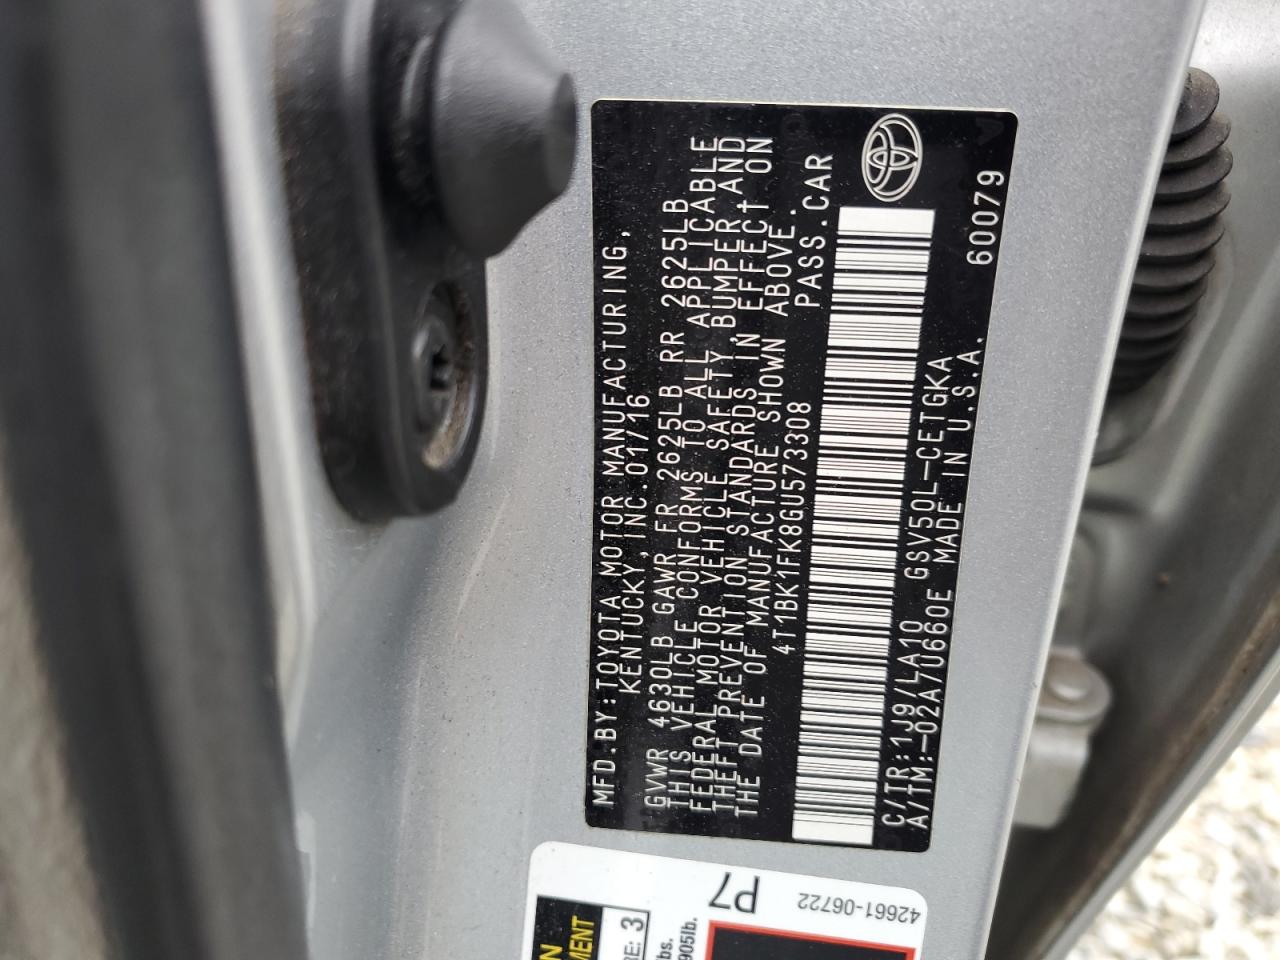 MFD.BY:TOYOTA MOTOR MANUFACTURING,
KENTUCKY,INC.01/16
GVWR 4630LB GAWR FR 2625LB RR 2625LB
THIS VEHICLE CONFORMS TO ALL APPLICABLE
FEDERAL MOTOR VEHICLE SAFETY, BUMPER,AND
THEFT PREVENTION STANDARDS IN EFFECT ON
THE DATE OF MANUFACTURE SHOWN ABOVE.
4T1BK1FK8GU573308 PASS.CAR
C/TR:1J9/LA10 GSV50L-CETGKA
A/TM:-02A/U660E MADE IN U.S.A. 60079
P7
42661-06722
3
905lb.